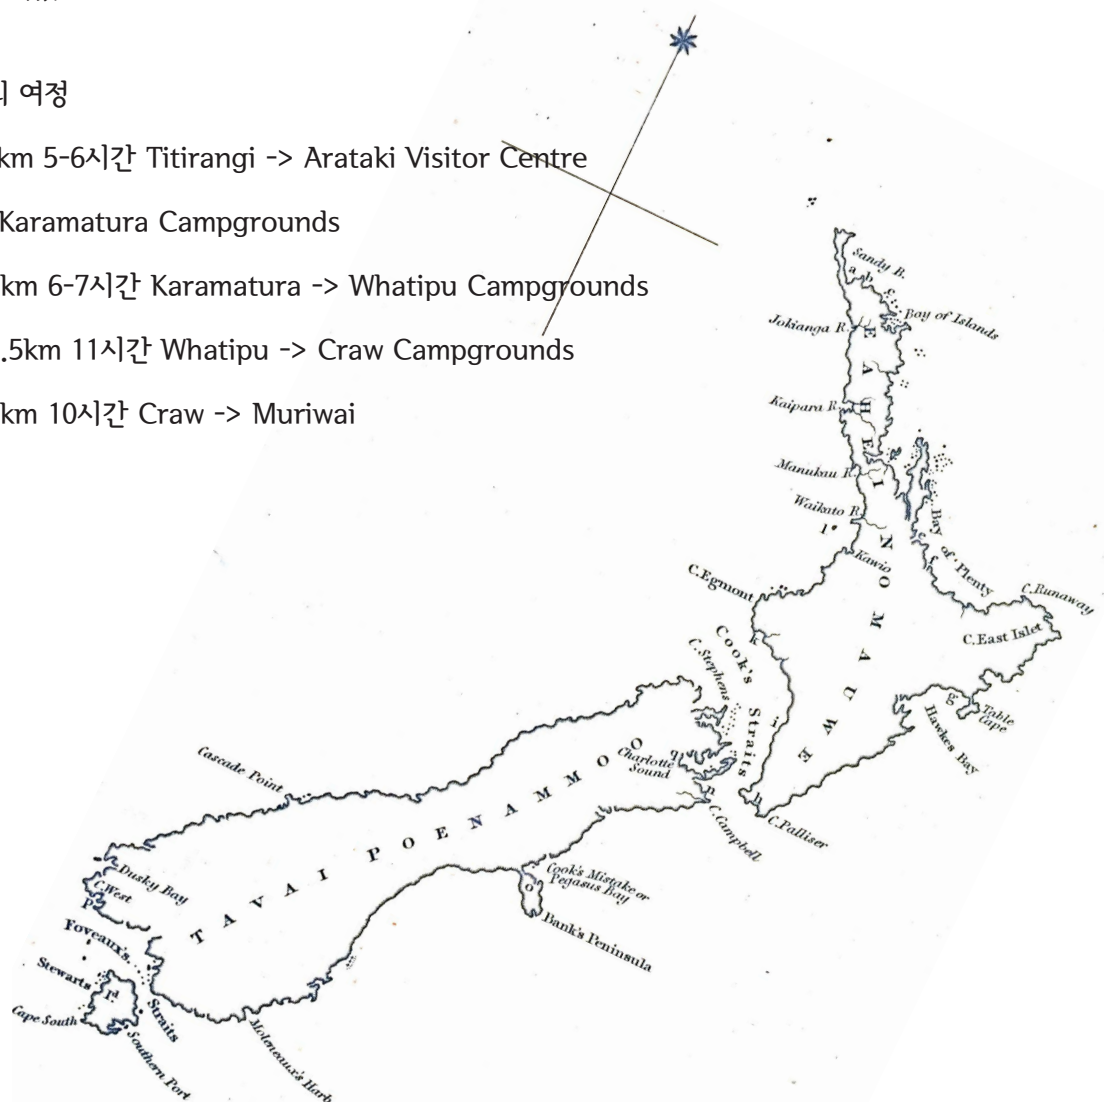 여정
km 5-6시간 Titirangi -> Arataki Visitor Centre
Karamatura Campgrounds
km 6-7시간 Karamatura -> Whatipu Campgrounds
.5km 11시간 Whatipu -> Craw Campgrounds
km 10시간 Craw -> Muriwai
Sandy B.
a b c
Bay of Islands
Jokianga R.
EAHEINOMAUWE
Kaipara R.
Manukau R.
Waikato R.
l
Bay of Plenty
e
f
Kawio
C.Egmont
C.Runaway
C.East Islet
k
Cook's Straits
C.Stephens
g
Table Cape
Hawkes Bay
i
q
Charlotte Sound
h
n
C.Campbell
C.Palliser
Cascade Point
TAVAI POENAMMOO
Cook's Mistake or
Pegasus Bay
o
Bank's Peninsula
Dusky Bay
C.West
P
Foveaux's Straits
Stewarts
Id
Cape South
Southern Port
Moleneaux's Harb